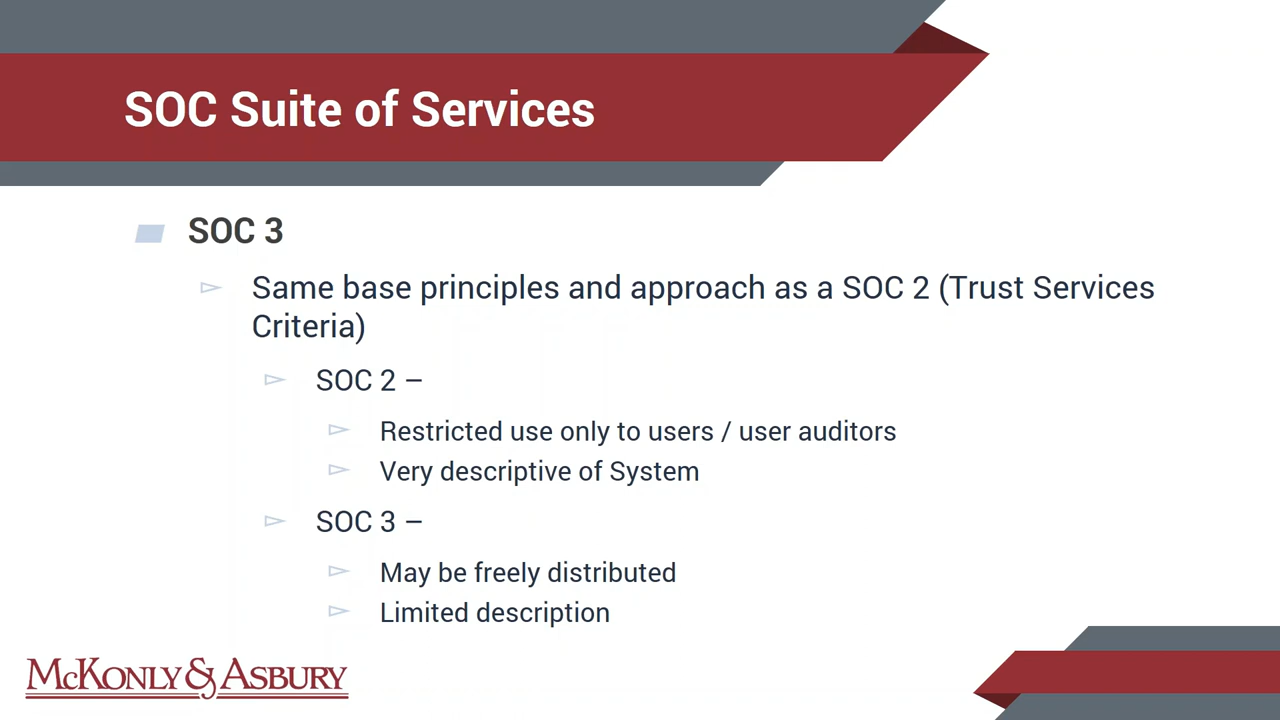 SOC Suite of Services
SOC 3
Same base principles and approach as a SOC 2 (Trust Services
Criteria)
SOC 2 –
Restricted use only to users / user auditors
Very descriptive of System
SOC 3 –
May be freely distributed
Limited description
McKonly & Asbury